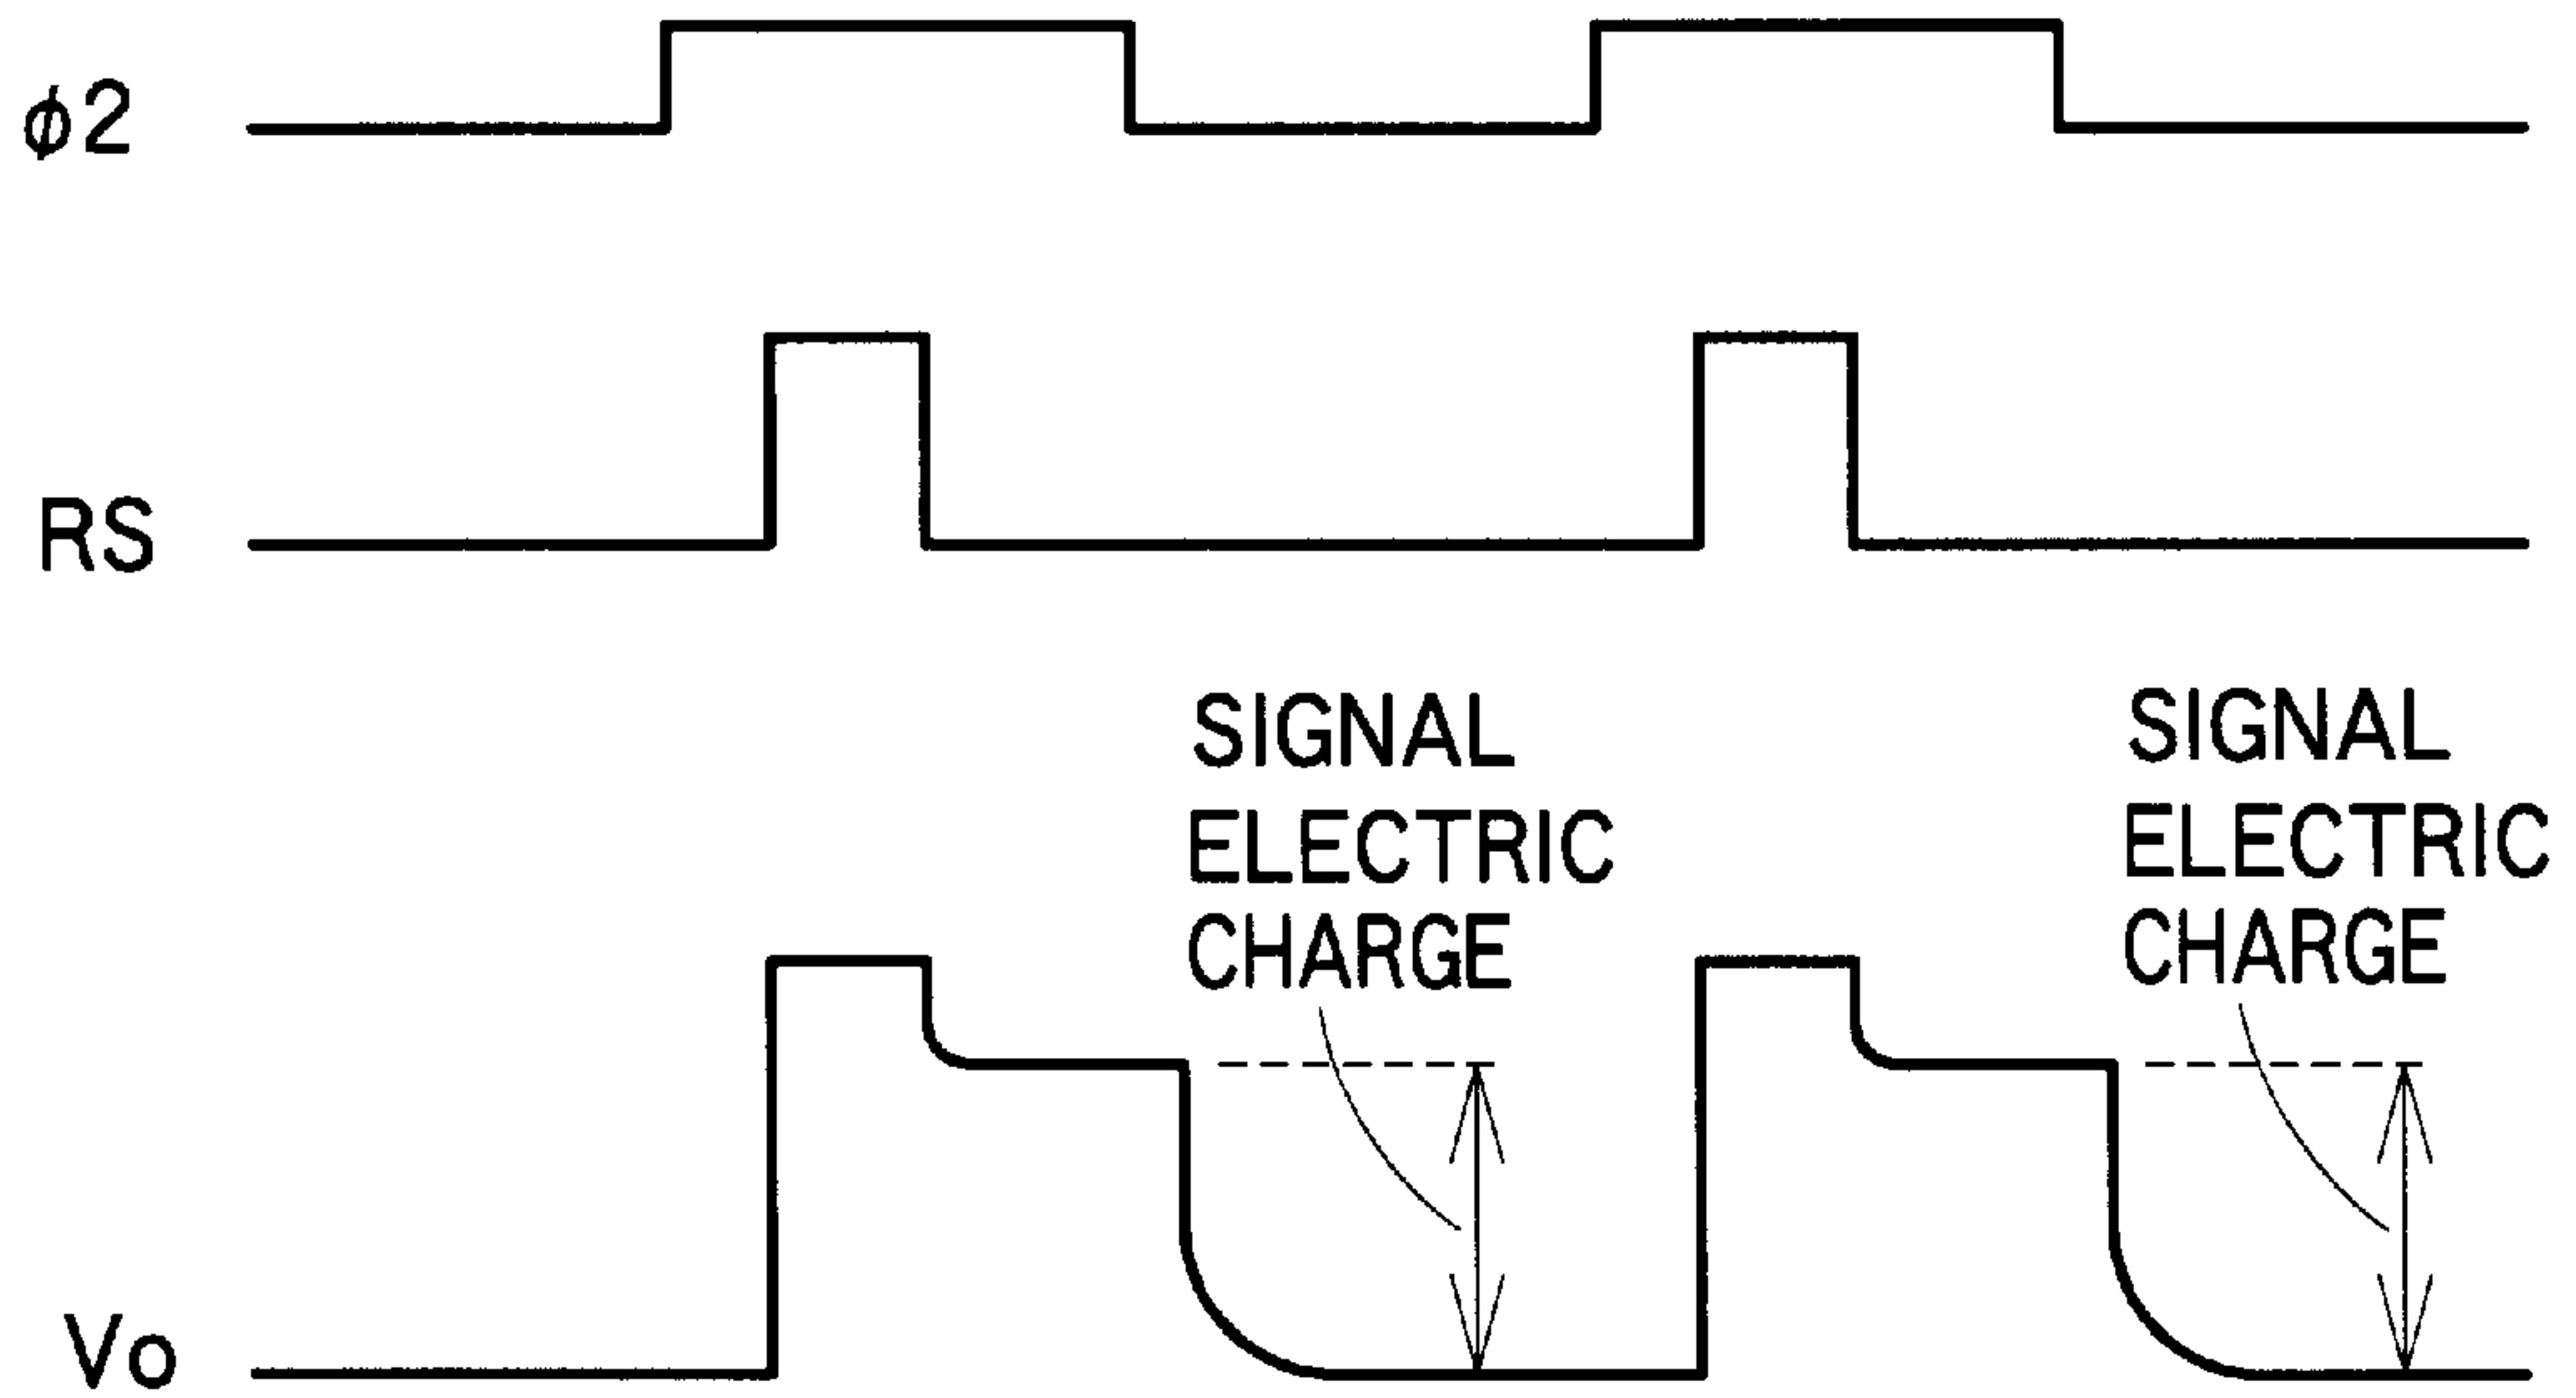 ϕ2
RS
SIGNAL
ELECTRIC
CHARGE
SIGNAL
ELECTRIC
CHARGE
Vo